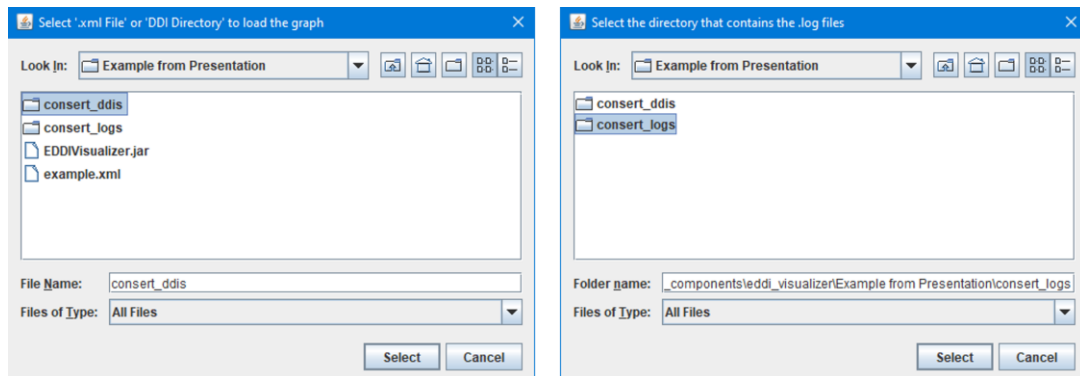 Select '.xml File' or 'DDI Directory' to load the graph
Look In: Example from Presentation
consert_ddis
consert_logs
EDDIVisualizer.jar
example.xml
File Name: consert_ddis
Files of Type: All Files
Select Cancel
Select the directory that contains the .log files
Look In: Example from Presentation
consert_ddis
consert_logs
Folder name: _components\eddi_visualizer\Example from Presentation\consert_logs
Files of Type: All Files
Select Cancel